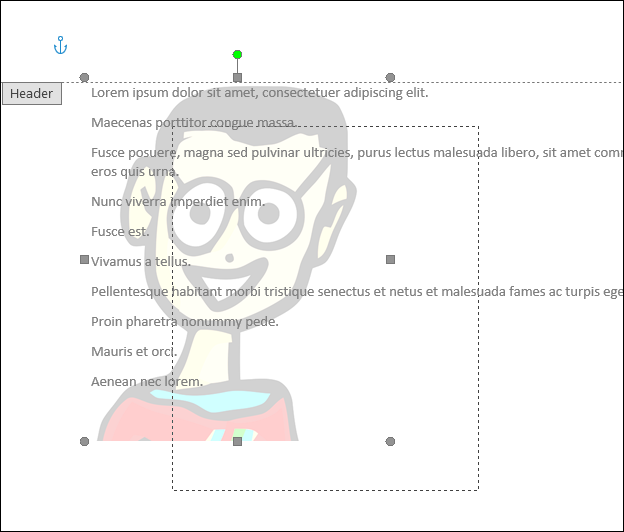 Header
Lorem ipsum dolor sit amet, consectetuer adipiscing elit.
Maecenas porttitor congue massa.
Fusce posuere, magna sed pulvinar ultricies, purus lectus malesuada libero, sit amet
eros quis urna.
Nunc viverra imperdiet enim.
Fusce est.
Vivamus a tellus.
Pellentesque habitant morbi tristique senectus et netus et malesuada fames ac turpis
Proin pharetra nonummy pede.
Mauris et orci.
Aenean nec lorem.